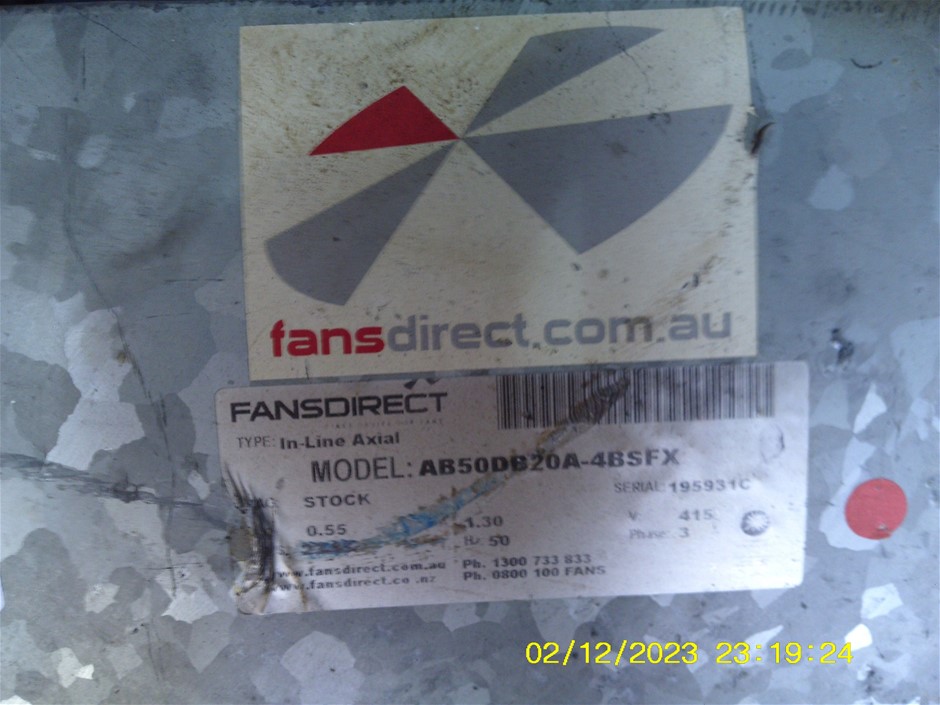 fansdirect.com.au
FANSDIRECT
TYPE: In-Line Axial
MODEL: AB50DB20A-4BSFX
STOCK
SERIAL: 195931C
0.55 1.30 V 415
Hz 50 Phase: 3
www.fansdirect.com.au Ph. 1300 733 833
www.fansdirect.co.nz Ph. 0800 100 FANS
02/12/2023 23:19:24